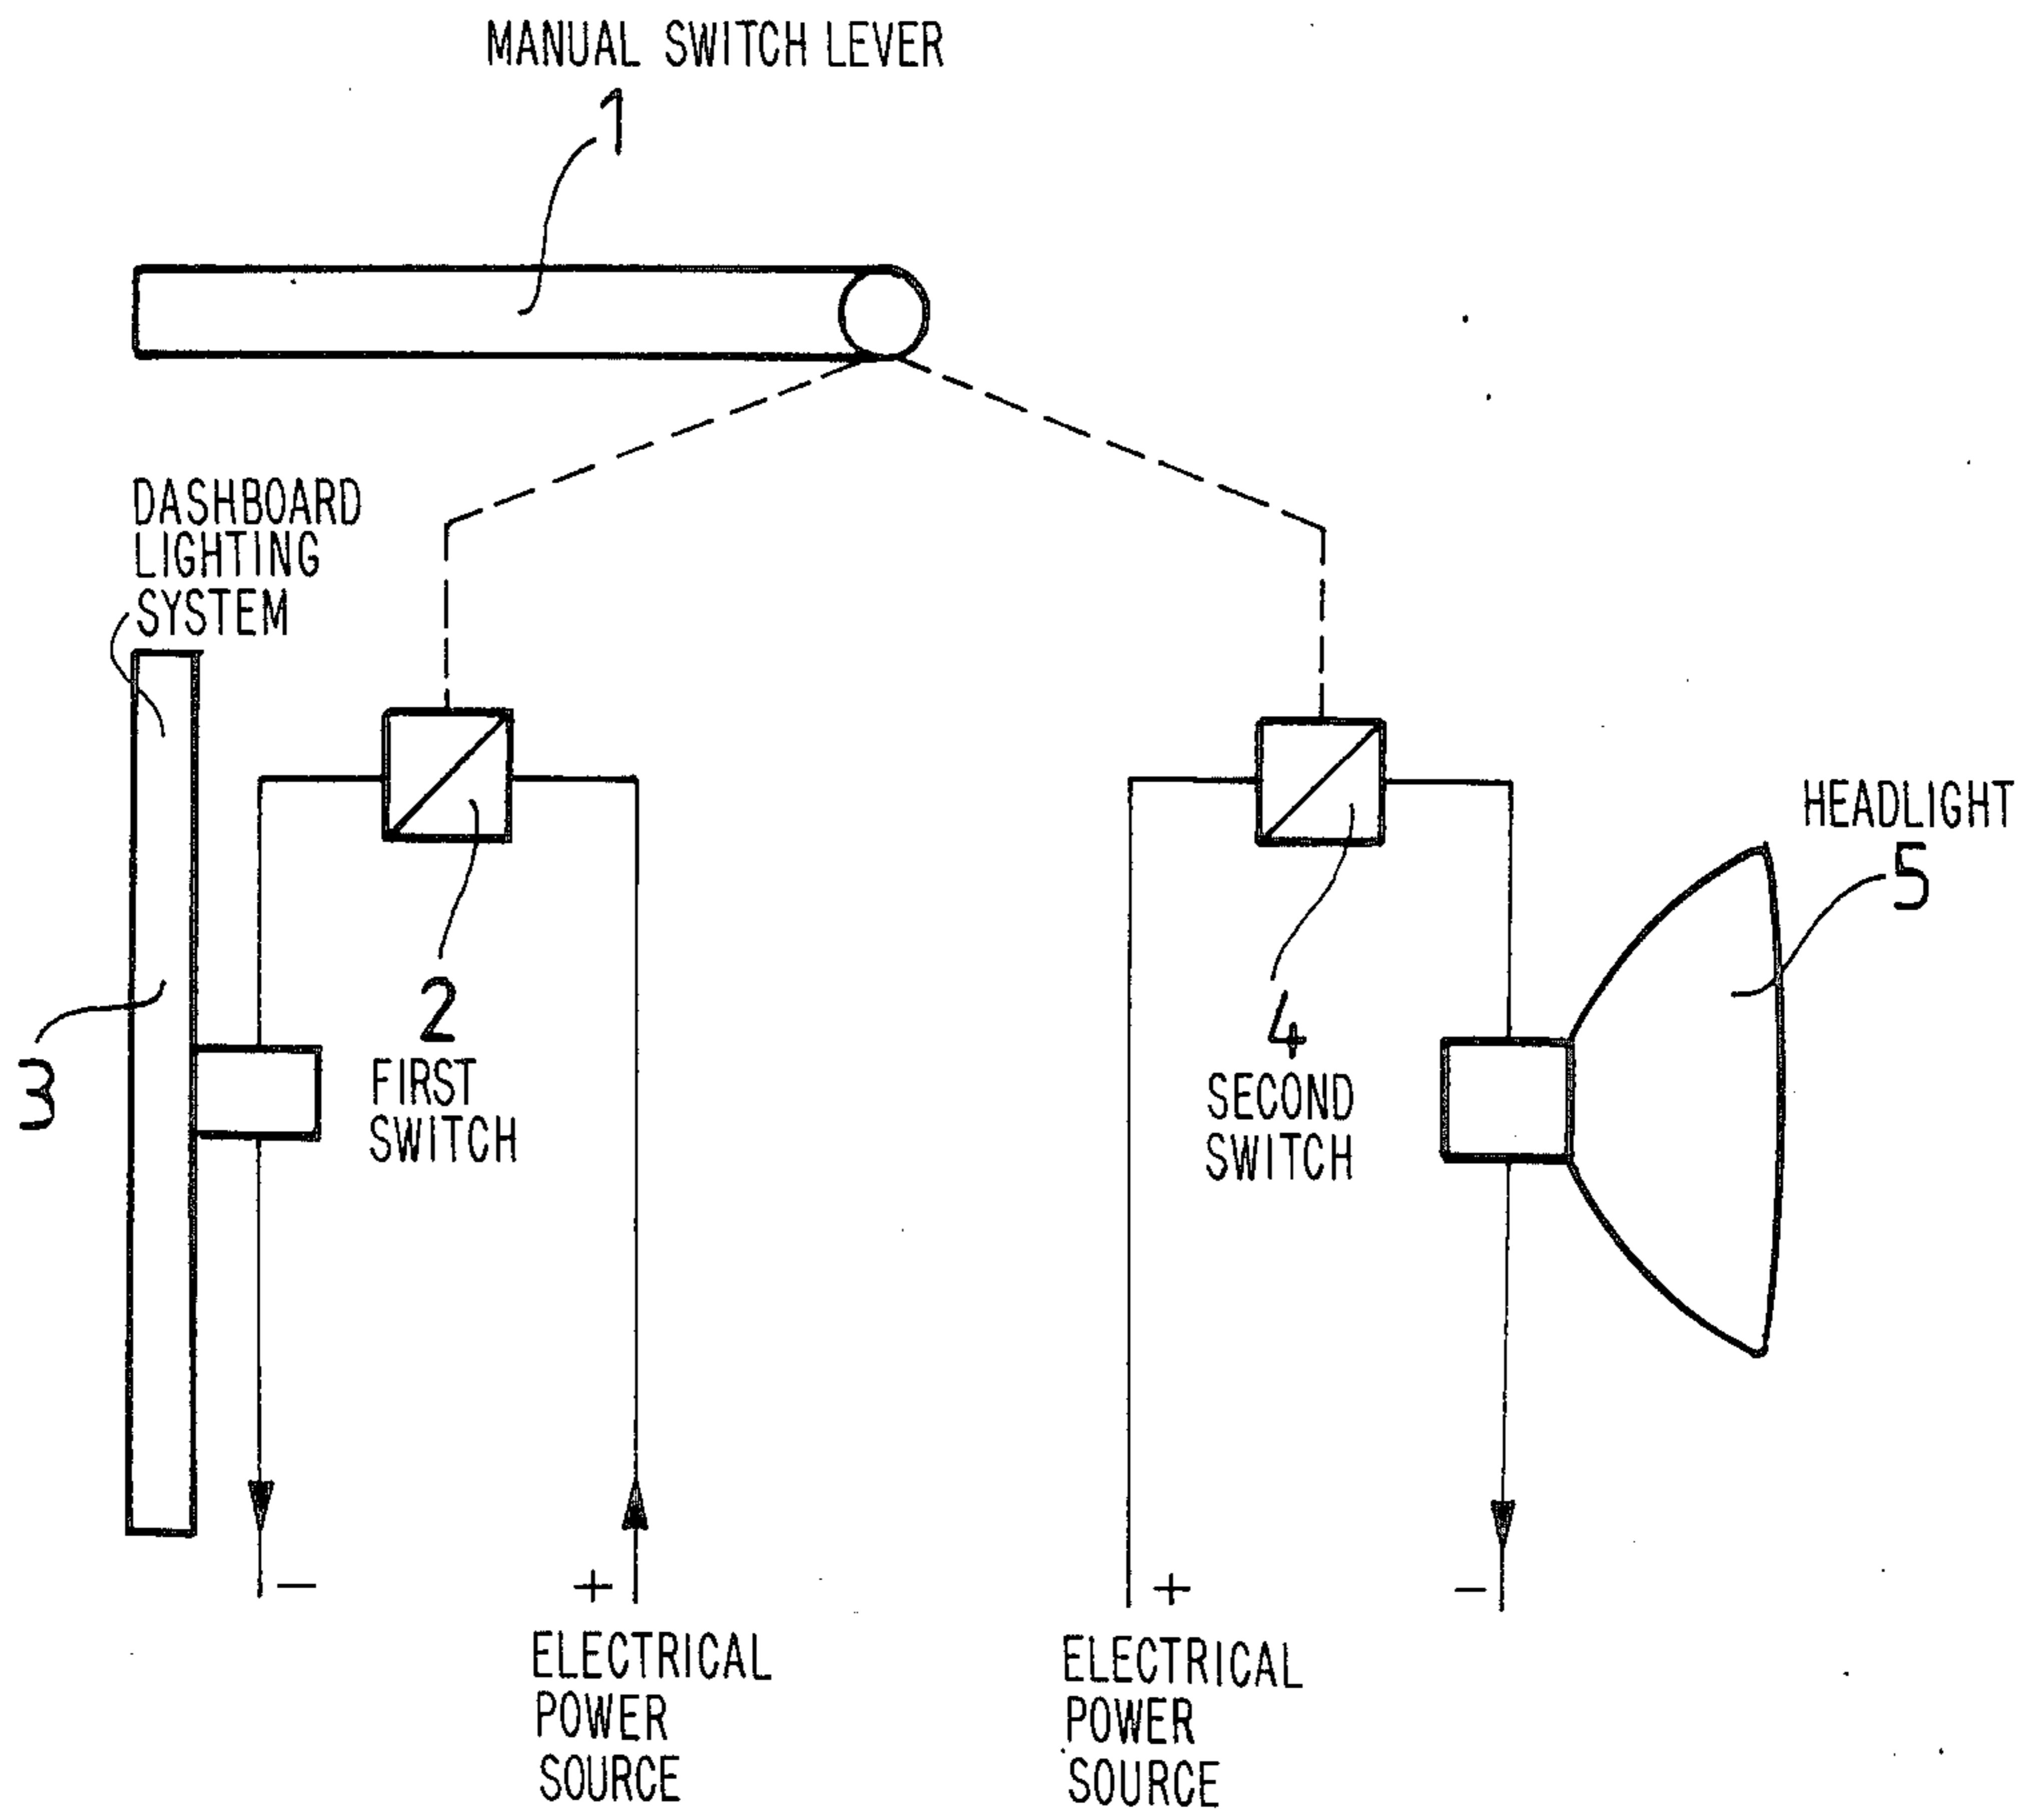 MANUAL SWITCH LEVER
1
DASHBOARD
LIGHTING
SYSTEM
HEADLIGHT
5
2
FIRST
SWITCH
4
SECOND
SWITCH
3
−
+
+
−
ELECTRICAL
POWER
SOURCE
ELECTRICAL
POWER
SOURCE